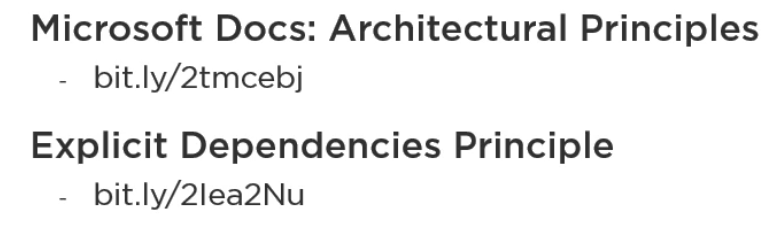 Microsoft Docs: Architectural Principles
- bit.ly/2tmcebj
Explicit Dependencies Principle
- bit.ly/2Iea2Nu